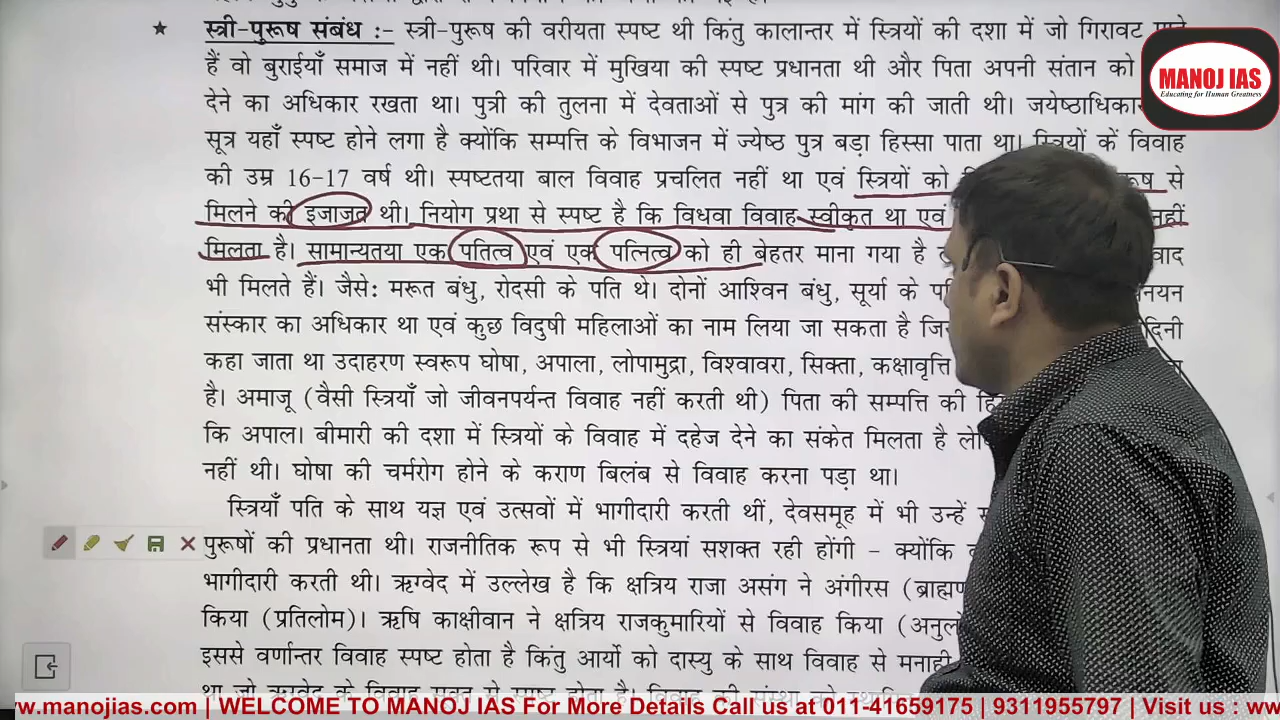 स्त्री-पुरूष संबंध :- स्त्री-पुरूष की वरीयता स्पष्ट थी किंतु कालान्तर में स्त्रियों की दशा में जो गिरावट
हैं वो बुराईयाँ समाज में नहीं थी। परिवार में मुखिया की स्पष्ट प्रधानता थी और पिता अपनी संतान को
देने का अधिकार रखता था। पुत्री की तुलना में देवताओं से पुत्र की मांग की जाती थी।
सूत्र यहाँ स्पष्ट होने लगा है क्योंकि सम्पत्ति के विभाजन में ज्येष्ठ पुत्र बड़ा हिस्सा पाता था। स्त्रियों कें विवाह
की उम्र 16-17 वर्ष थी। स्पष्टतया बाल विवाह प्रचलित नहीं था एवं स्त्रियों को से
मिलने की इजाजत थी। नियोग प्रथा से स्पष्ट है कि विधवा विवाह स्वीकृत था एवं नहीं
मिलता है। सामान्यतया एक पतित्व एवं एक पत्नित्व को ही बेहतर माना गया है
भी मिलते हैं। जैसे: मरूत बंधु, रोदसी के पति थे। दोनों आश्विन बंधु, सूर्या के
संस्कार का अधिकार था एवं कुछ विदुषी महिलाओं का नाम लिया जा सकता है
कहा जाता था उदाहरण स्वरूप घोषा, अपाला, लोपामुद्रा, विश्वावरा, सिक्ता, कक्षावृत्ति
है। अमाजू (वैसी स्त्रियाँ जो जीवनपर्यन्त विवाह नहीं करती थी) पिता की सम्पत्ति की
कि अपाल। बीमारी की दशा में स्त्रियों के विवाह में दहेज देने का संकेत मिलता है
नहीं थी। घोषा की चर्मरोग होने के कराण बिलंब से विवाह करना पड़ा था।
स्त्रियाँ पति के साथ यज्ञ एवं उत्सवों में भागीदारी करती थीं, देवसमूह में भी उन्हें
पुरूषों की प्रधानता थी। राजनीतिक रूप से भी स्त्रियां सशक्त रही होंगी - क्योंकि
भागीदारी करती थी। ऋग्वेद में उल्लेख है कि क्षत्रिय राजा असंग ने अंगीरस
किया (प्रतिलोम)। ऋषि काक्षीवान ने क्षत्रिय राजकुमारियों से विवाह किया
इससे वर्णान्तर विवाह स्पष्ट होता है किंतु आर्यो को दास्यु के साथ विवाह से मनाही
MANOJ IAS
Educating for Human Greatness
w.manojias.com | WELCOME TO MANOJ IAS For More Details Call us at 011-41659175 | 9311955797 | Visit us : ww